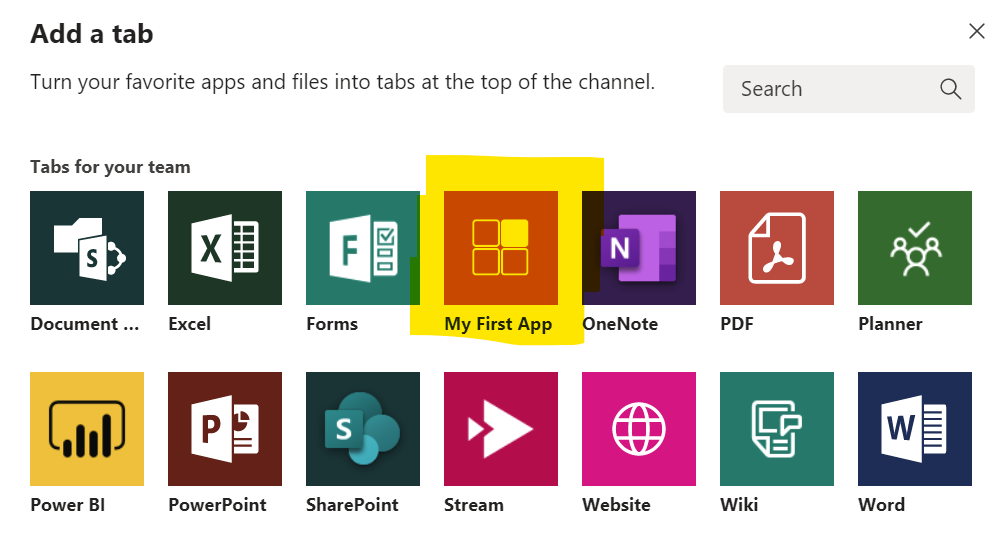 Add a tab
Turn your favorite apps and files into tabs at the top of the channel.
Search
Tabs for your team
S X F N
Document ... Excel Forms My First App OneNote PDF Planner
P S W
Power BI PowerPoint SharePoint Stream Website Wiki Word